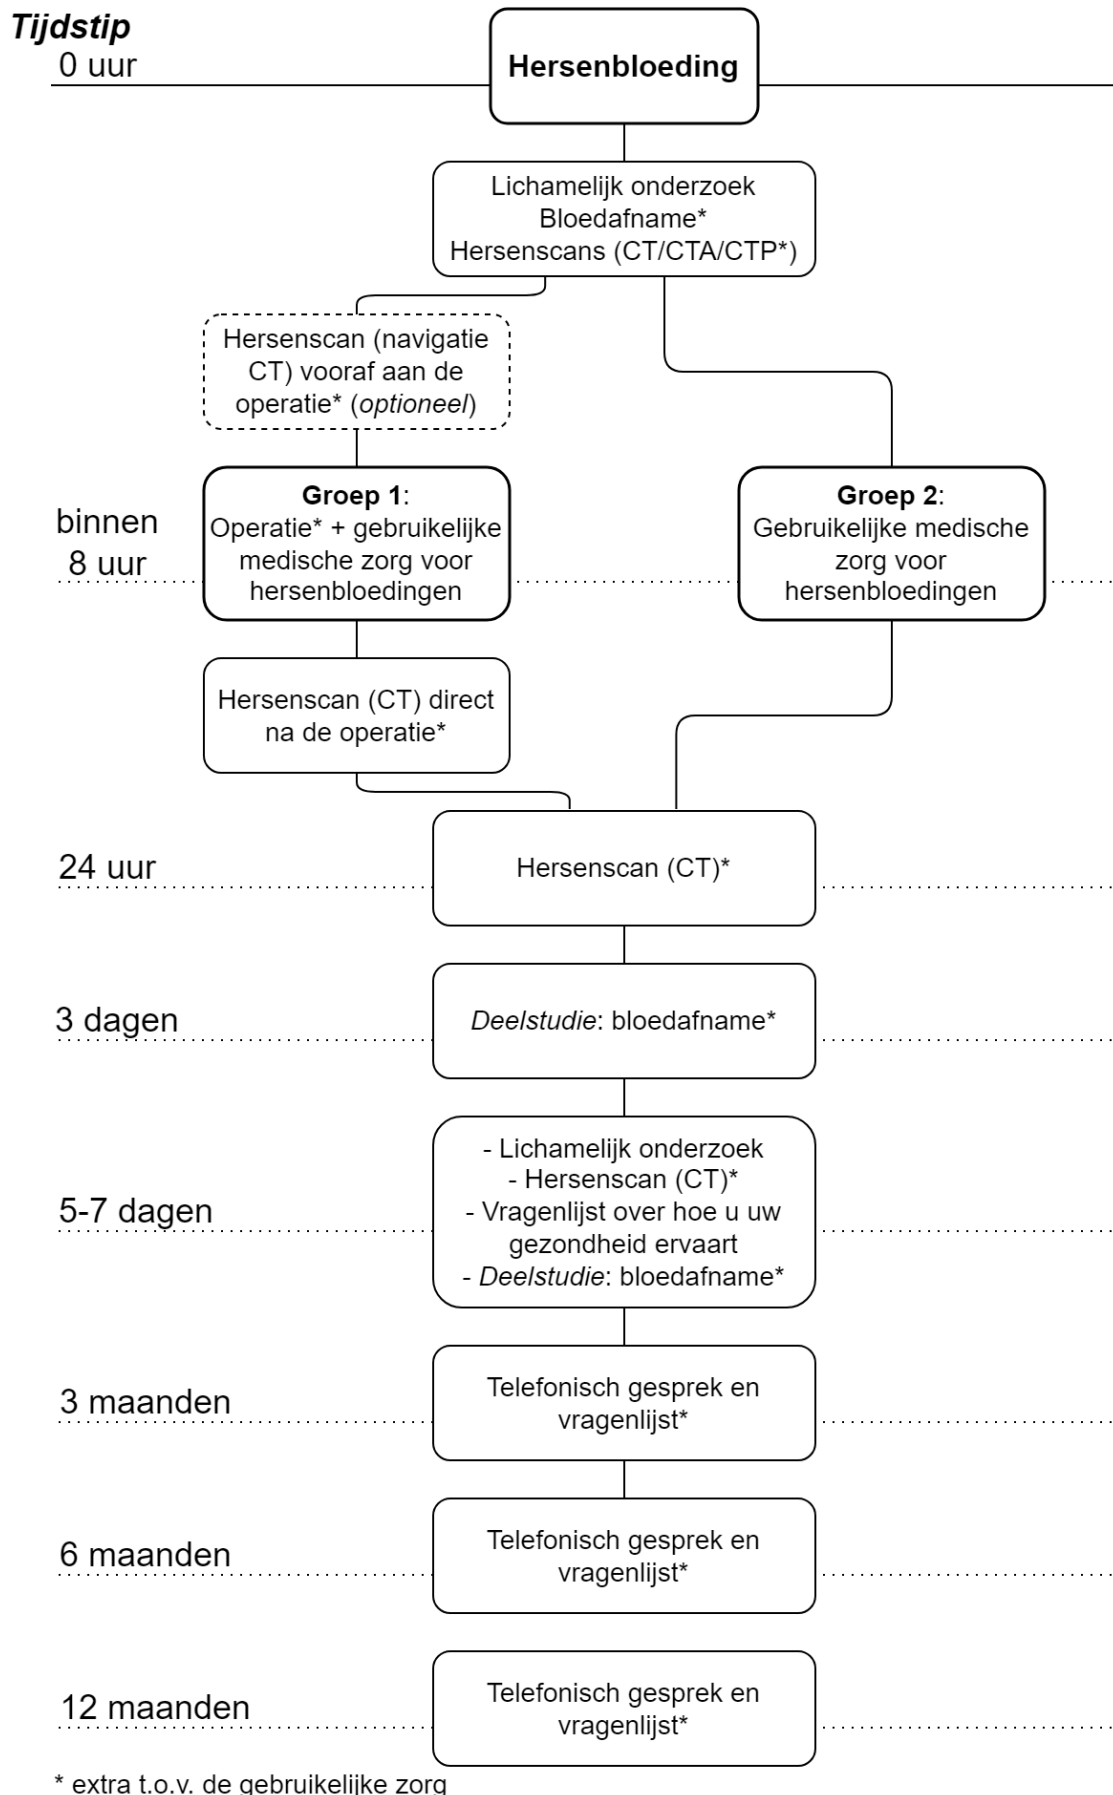 Tijdstip
0 uur
Hersenbloeding
Lichamelijk onderzoek
Bloedafname*
Hersenscans (CT/CTA/CTP*)
Hersenscan (navigatie
CT) vooraf aan de
operatie* (optioneel)
binnen
8 uur
Groep 1:
Operatie* + gebruikelijke
medische zorg voor
hersenbloedingen
Groep 2:
Gebruikelijke medische
zorg voor
hersenbloedingen
Hersenscan (CT) direct
na de operatie*
24 uur
Hersenscan (CT)*
3 dagen
Deelstudie: bloedafname*
5-7 dagen
- Lichamelijk onderzoek
- Hersenscan (CT)*
- Vragenlijst over hoe u uw
gezondheid ervaart
- Deelstudie: bloedafname*
3 maanden
Telefonisch gesprek en
vragenlijst*
6 maanden
Telefonisch gesprek en
vragenlijst*
12 maanden
Telefonisch gesprek en
vragenlijst*
* extra t.o.v. de gebruikelijke zorg